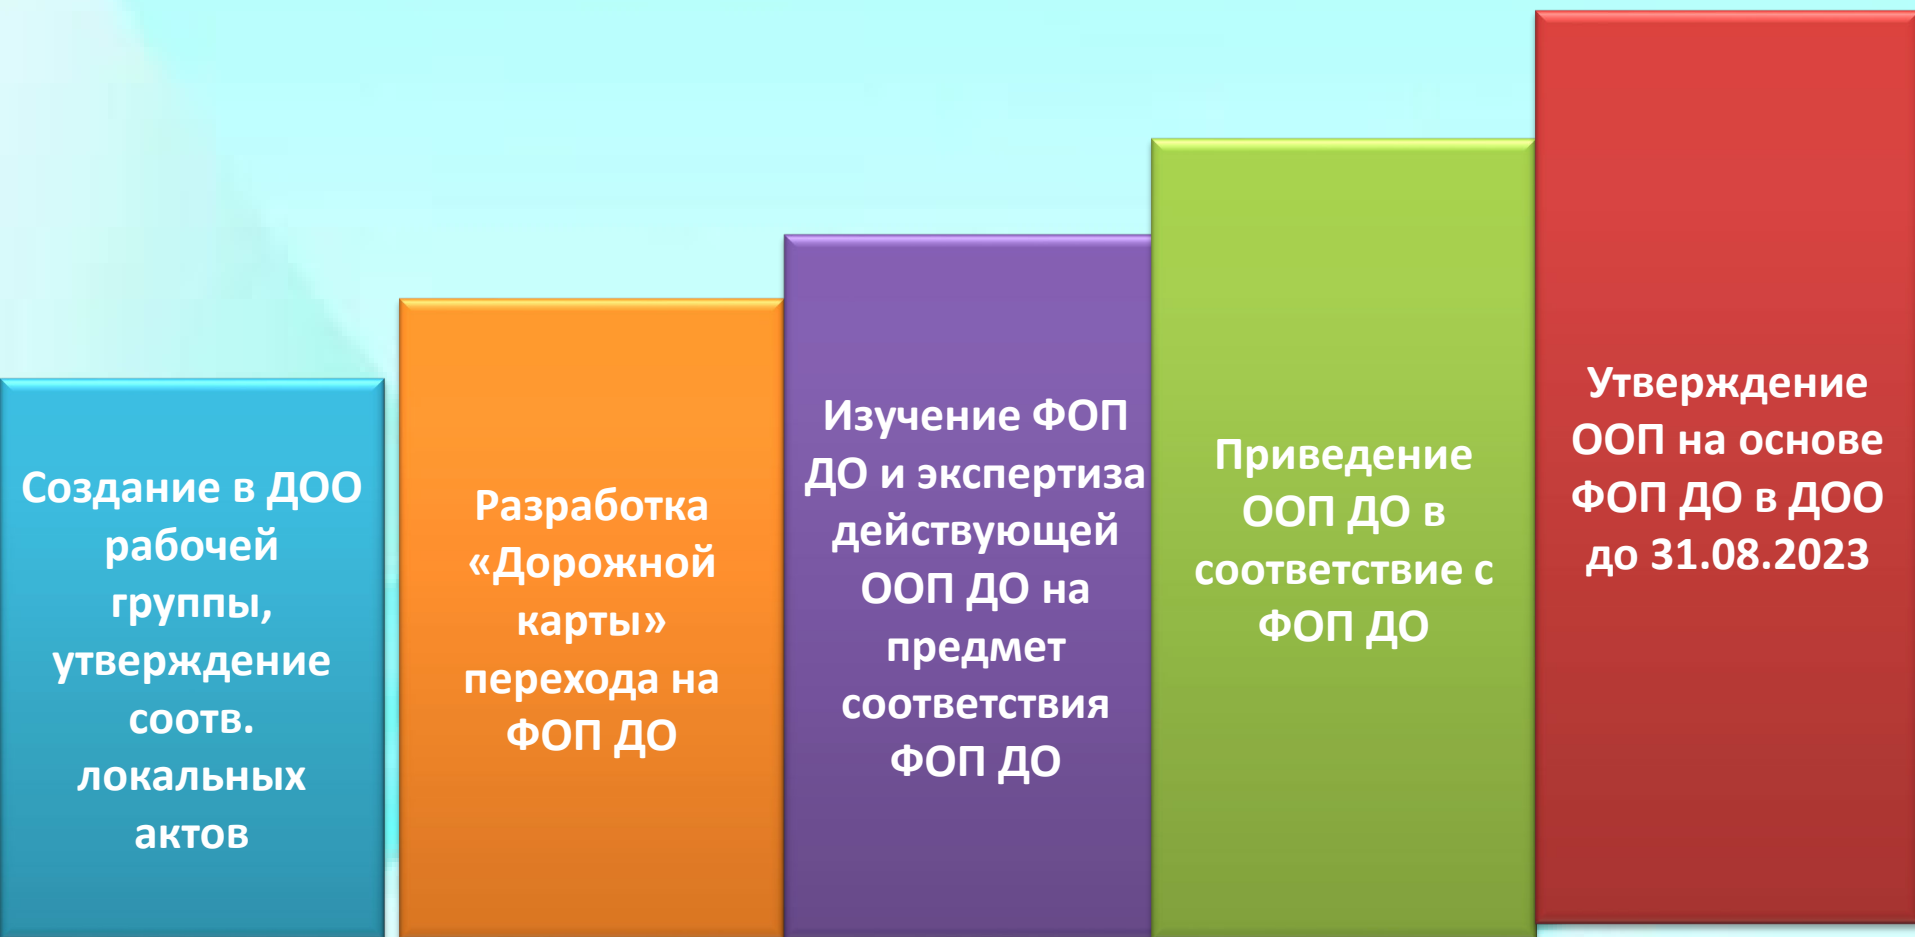 Создание в ДОО
рабочей
группы,
утверждение
соотв.
локальных
актов
Разработка
«Дорожной
карты»
перехода на
ФОП ДО
Изучение ФОП
ДО и экспертиза
действующей
ООП ДО на
предмет
соответствия
ФОП ДО
Приведение
ООП ДО в
соответствие с
ФОП ДО
Утверждение
ООП на основе
ФОП ДО в ДОО
до 31.08.2023